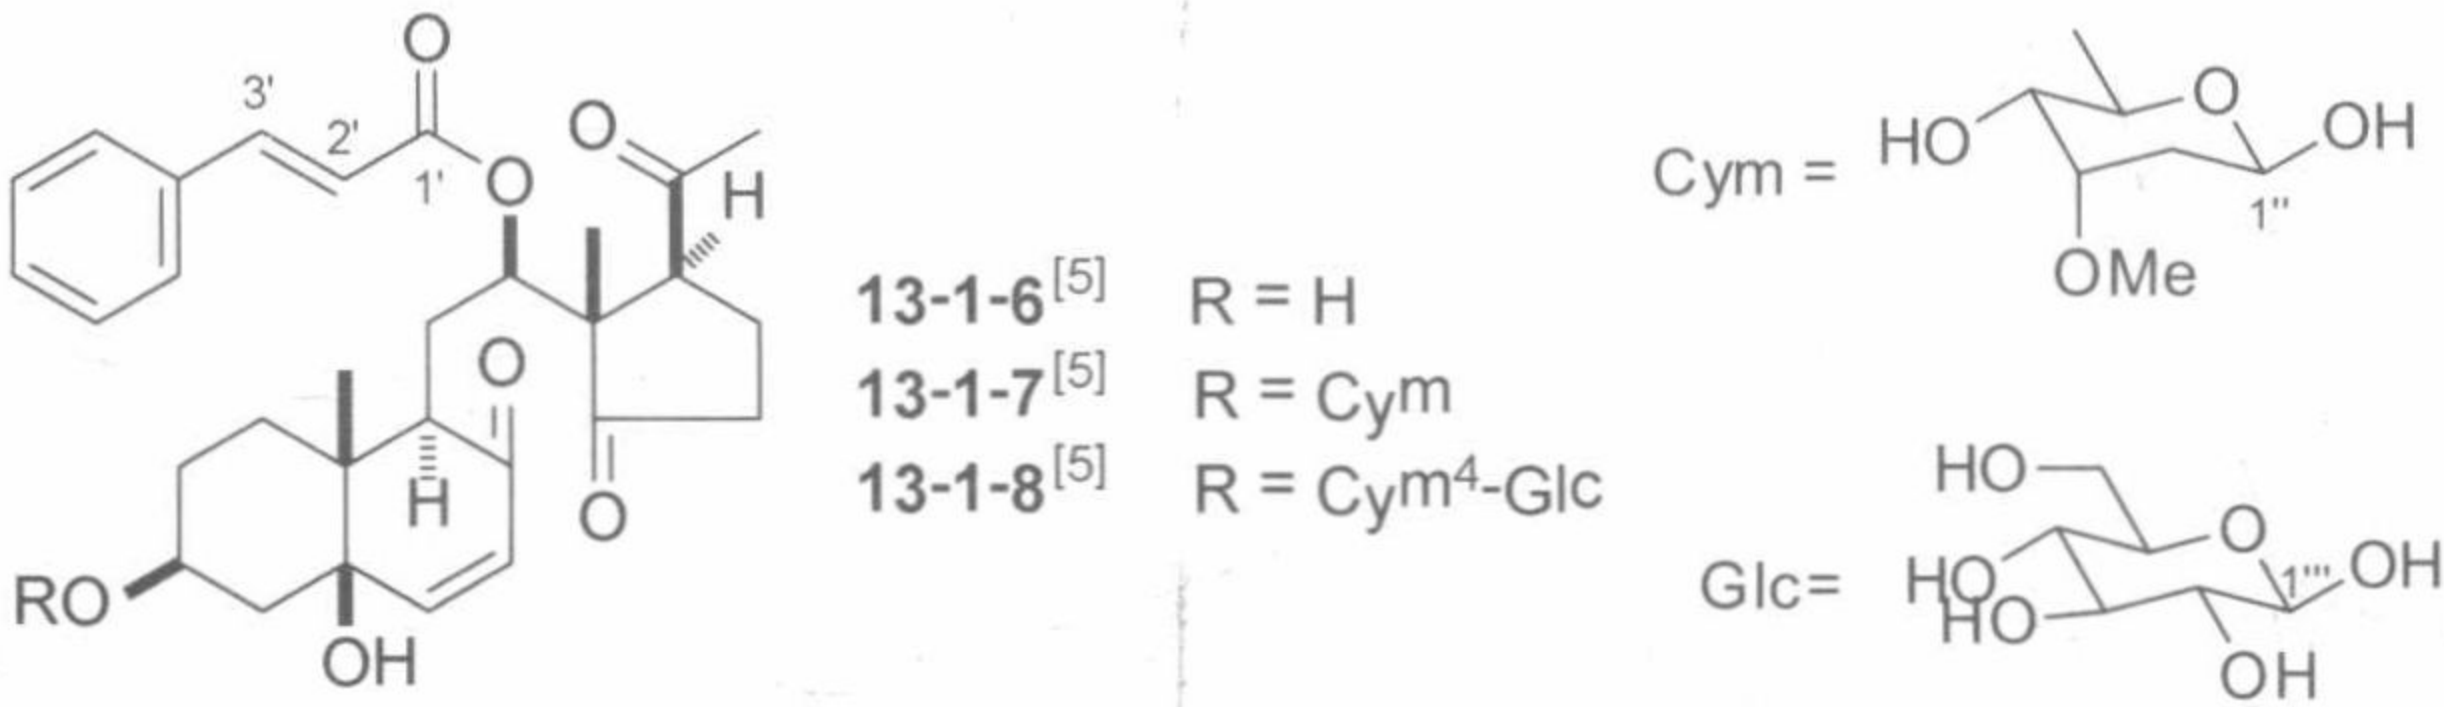 O
3'
2'
1'
O
O
H
O
H
O
RO
OH
13-1-6[5] R = H
13-1-7[5] R = Cym
13-1-8[5] R = Cym⁴-Glc
Cym =
HO
O
OH
1''
OMe
Glc=
HO
HO
HO
O
1'''
OH
OH